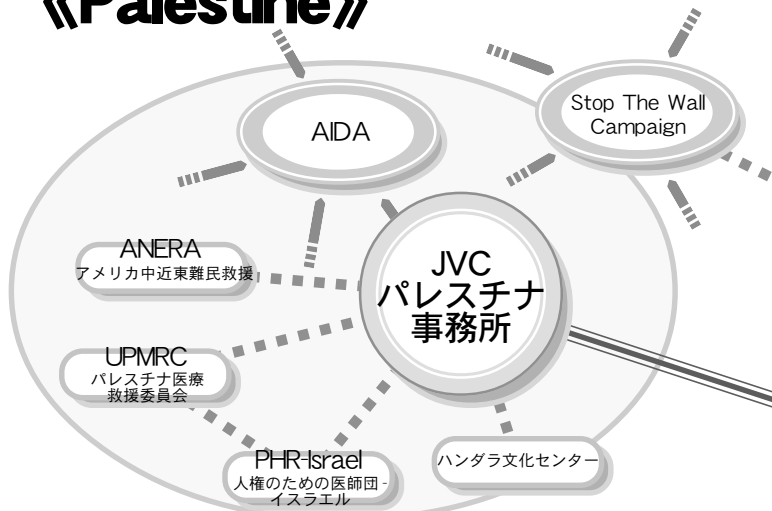 《Palestine》
AIDA
Stop The Wall
Campaign
ANERA
アメリカ中近東難民救援
JVC
パレスチナ
事務所
UPMRC
パレスチナ医療
救援委員会
PHR-Israel
人権のための医師団 -
イスラエル
ハンダラ文化センター